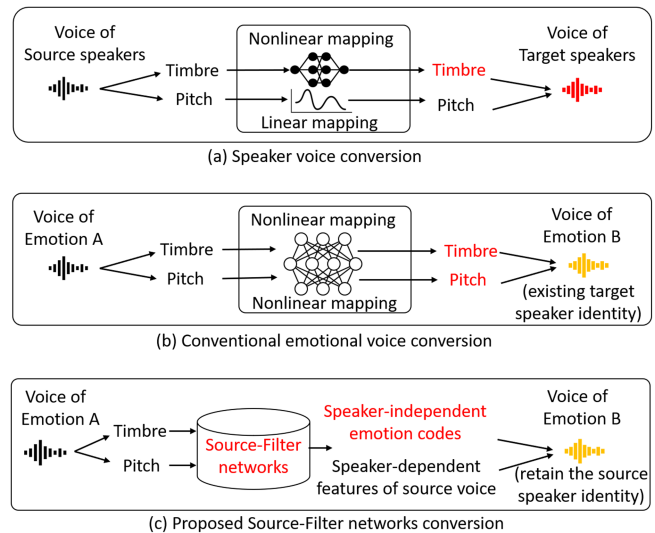 Voice of
Source speakers
Timbre
Pitch
Nonlinear mapping
Linear mapping
Timbre
Pitch
Voice of
Target speakers
(a) Speaker voice conversion
Voice of
Emotion A
Timbre
Pitch
Nonlinear mapping
Nonlinear mapping
Timbre
Pitch
Voice of
Emotion B
(existing target
speaker identity)
(b) Conventional emotional voice conversion
Voice of
Emotion A
Timbre
Pitch
Source-Filter
networks
Speaker-independent
emotion codes
Speaker-dependent
features of source voice
Voice of
Emotion B
(retain the source
speaker identity)
(c) Proposed Source-Filter networks conversion